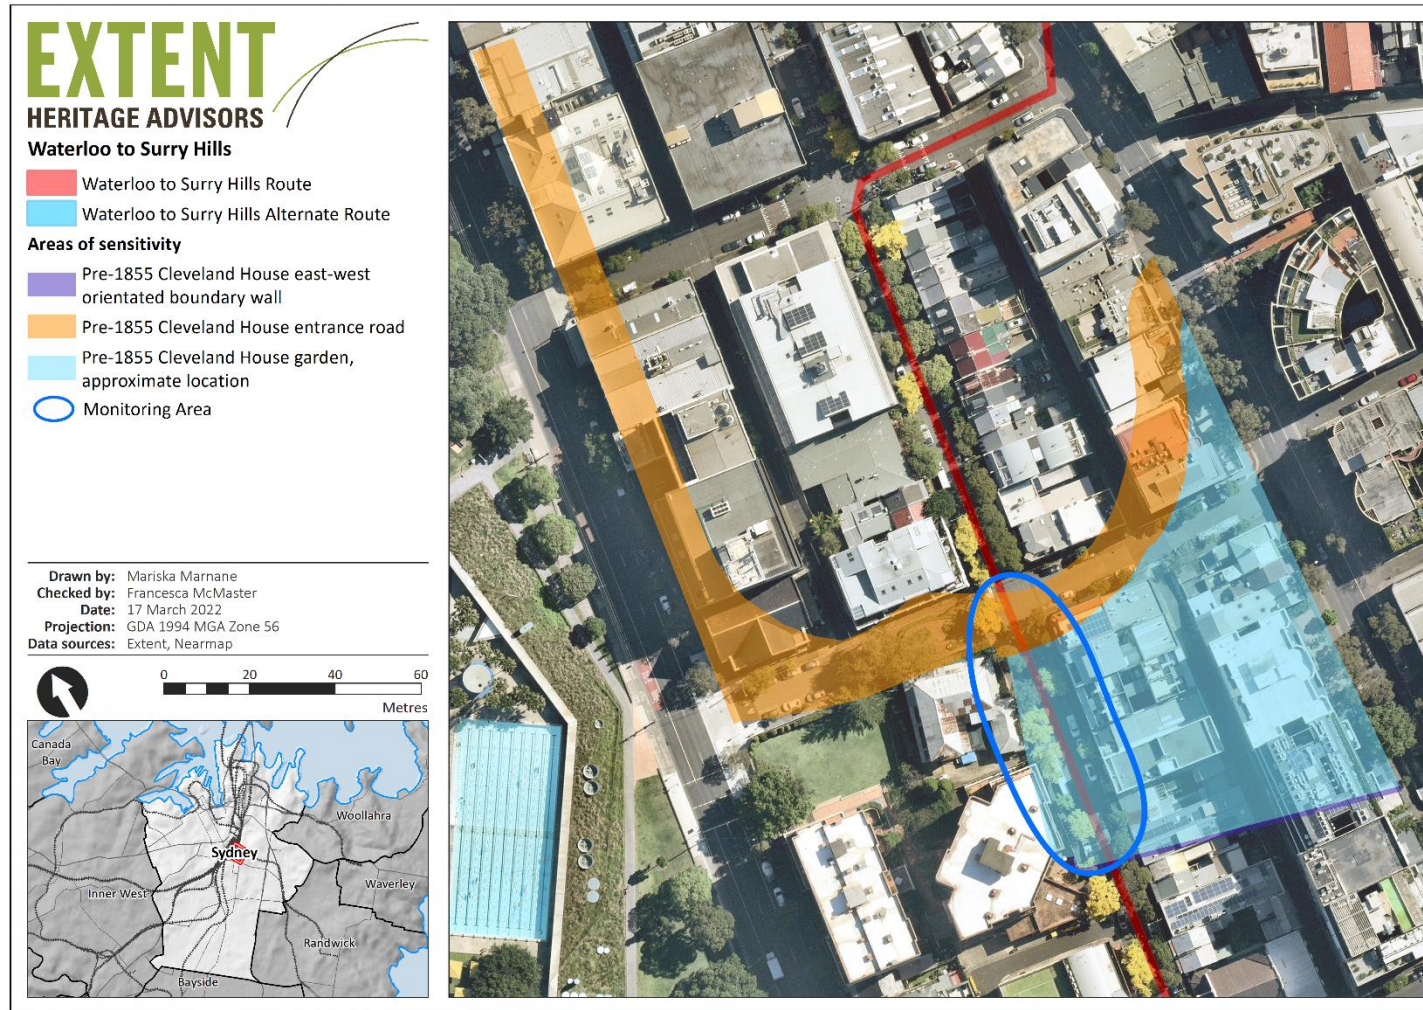 EXTENT
HERITAGE ADVISORS
Waterloo to Surry Hills
Waterloo to Surry Hills Route
Waterloo to Surry Hills Alternate Route
Areas of sensitivity
Pre-1855 Cleveland House east-west
orientated boundary wall
Pre-1855 Cleveland House entrance road
Pre-1855 Cleveland House garden,
approximate location
Monitoring Area
Drawn by: Mariska Marnane
Checked by: Francesca McMaster
Date: 17 March 2022
Projection: GDA 1994 MGA Zone 56
Data sources: Extent, Nearmap
0 20 40 60
Metres
Canada
Bay
Woollahra
Sydney
Inner West
Waverley
Randwick
Bayside